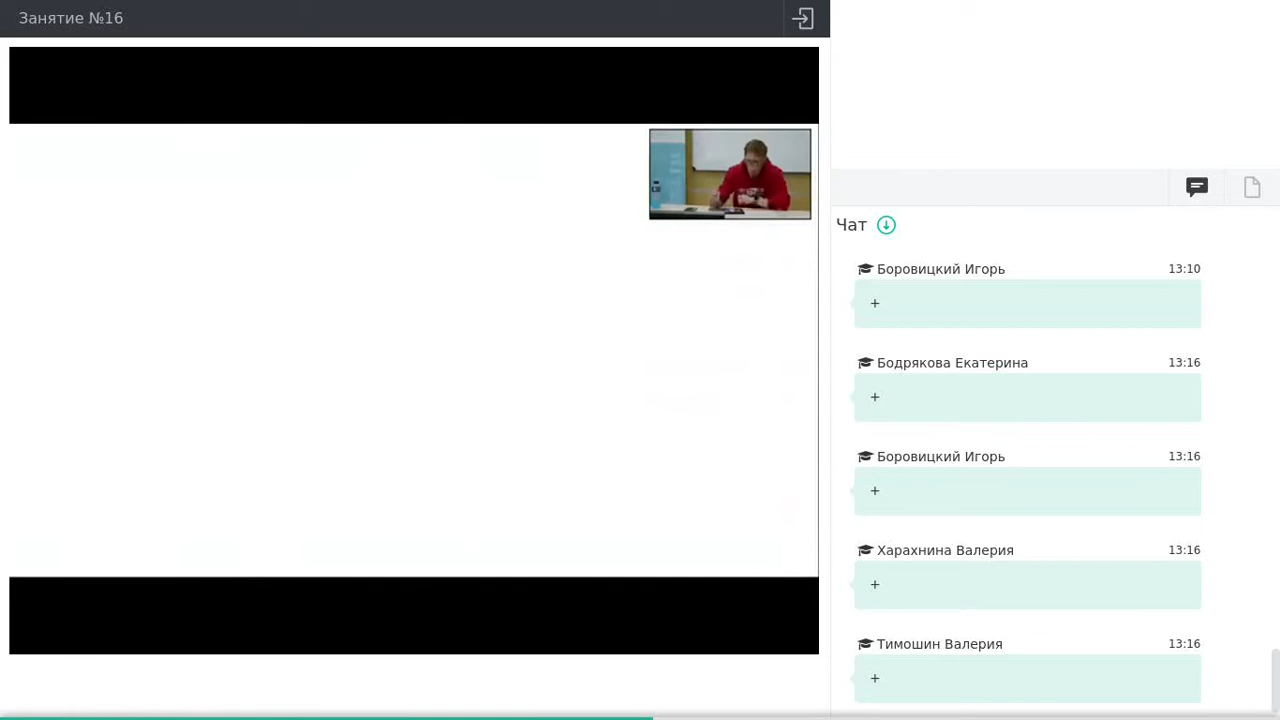 Занятие №16
Чат
Боровицкий Игорь 13:10
+
Бодрякова Екатерина 13:16
+
Боровицкий Игорь 13:16
+
Харахнина Валерия 13:16
+
Тимошин Валерия 13:16
+